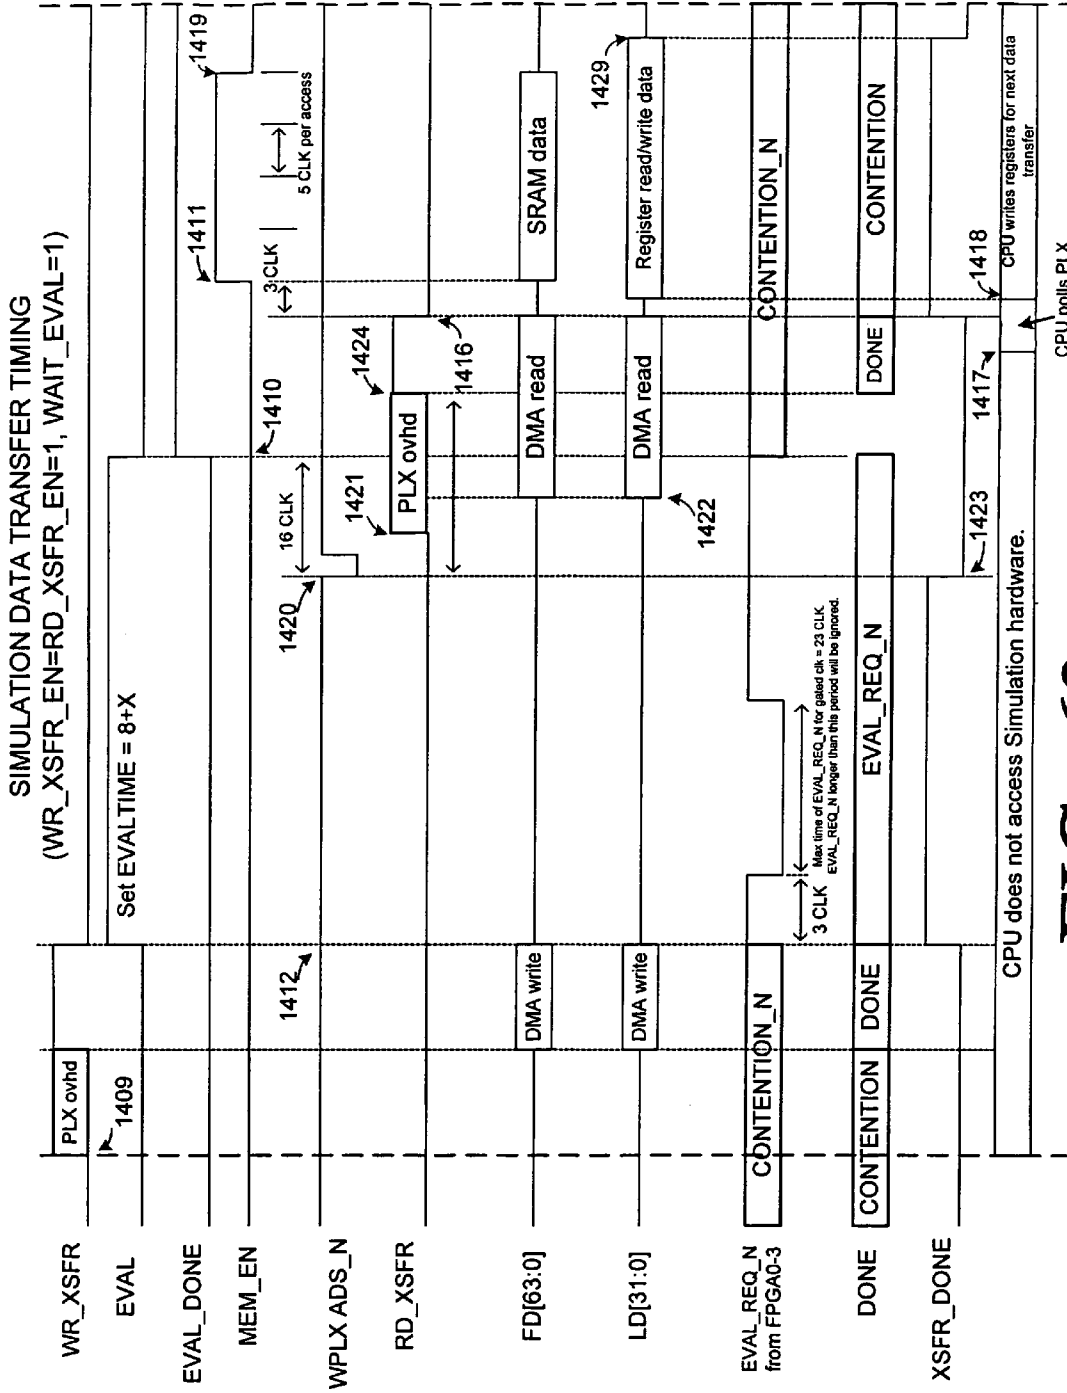 SIMULATION DATA TRANSFER TIMING
(WR_XSFR_EN=RD_XSFR_EN=1, WAIT_EVAL=1)
WR_XSFR
PLX ovhd
1409
EVAL
Set EVALTIME = 8+X
EVAL_DONE
MEM_EN
1410
1411
1419
3 CLK
5 CLK per access
WPLX ADS_N
1412
1420
16 CLK
RD_XSFR
1421
PLX ovhd
1424
1416
FD[63:0]
DMA write
DMA read
SRAM data
LD[31:0]
DMA write
DMA read
Register read/write data
1422
1429
EVAL_REQ_N
from FPGA0-3
CONTENTION_N
3 CLK
Max time of EVAL_REQ_N for gated clk = 23 CLK.
EVAL_REQ_N longer than this period will be ignored.
CONTENTION_N
DONE
CONTENTION
DONE
EVAL_REQ_N
DONE
CONTENTION
XSFR_DONE
1423
1417
1418
CPU does not access Simulation hardware.
CPU writes registers for next data
transfer
CPU polls PLX